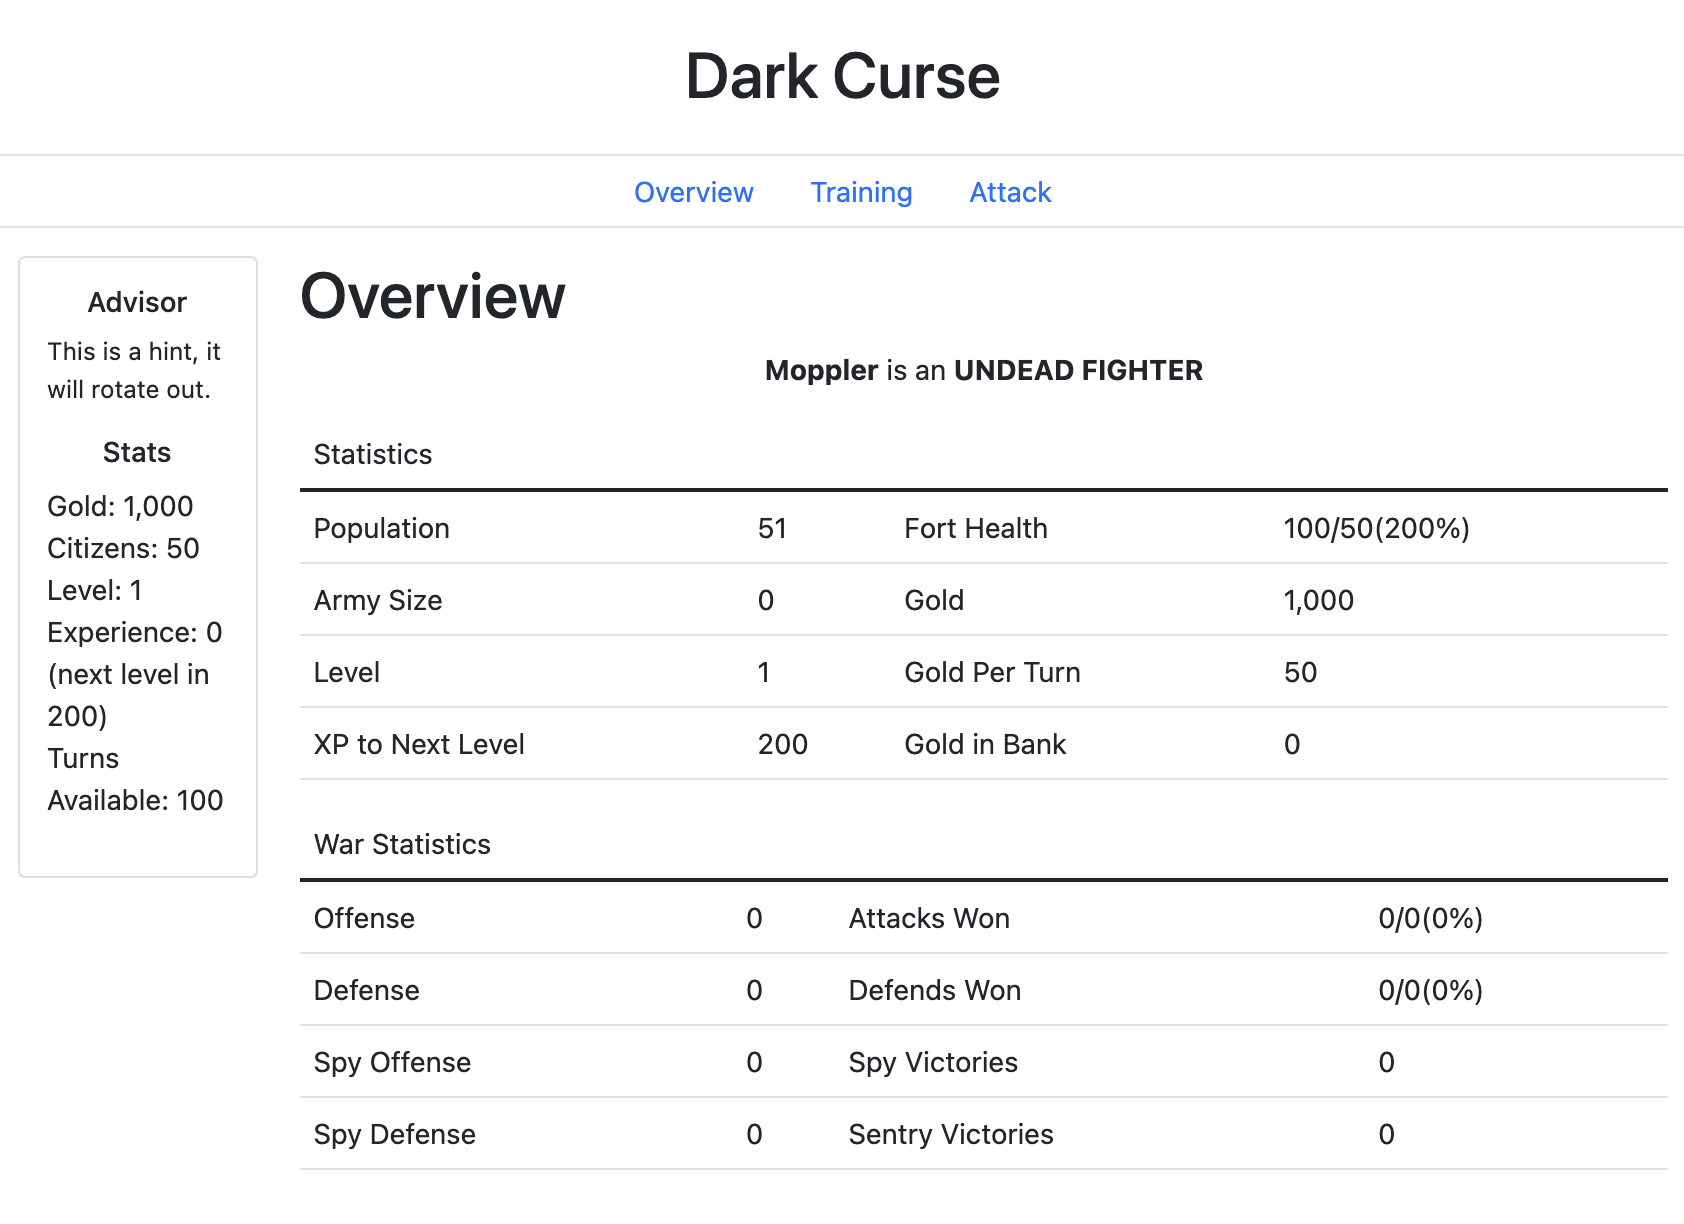 Dark Curse
Overview Training Attack
Advisor
This is a hint, it
will rotate out.
Stats
Gold: 1,000
Citizens: 50
Level: 1
Experience: 0
(next level in
200)
Turns
Available: 100
Overview
Moppler is an UNDEAD FIGHTER
Statistics
Population 51 Fort Health 100/50(200%)
Army Size 0 Gold 1,000
Level 1 Gold Per Turn 50
XP to Next Level 200 Gold in Bank 0
War Statistics
Offense 0 Attacks Won 0/0(0%)
Defense 0 Defends Won 0/0(0%)
Spy Offense 0 Spy Victories 0
Spy Defense 0 Sentry Victories 0